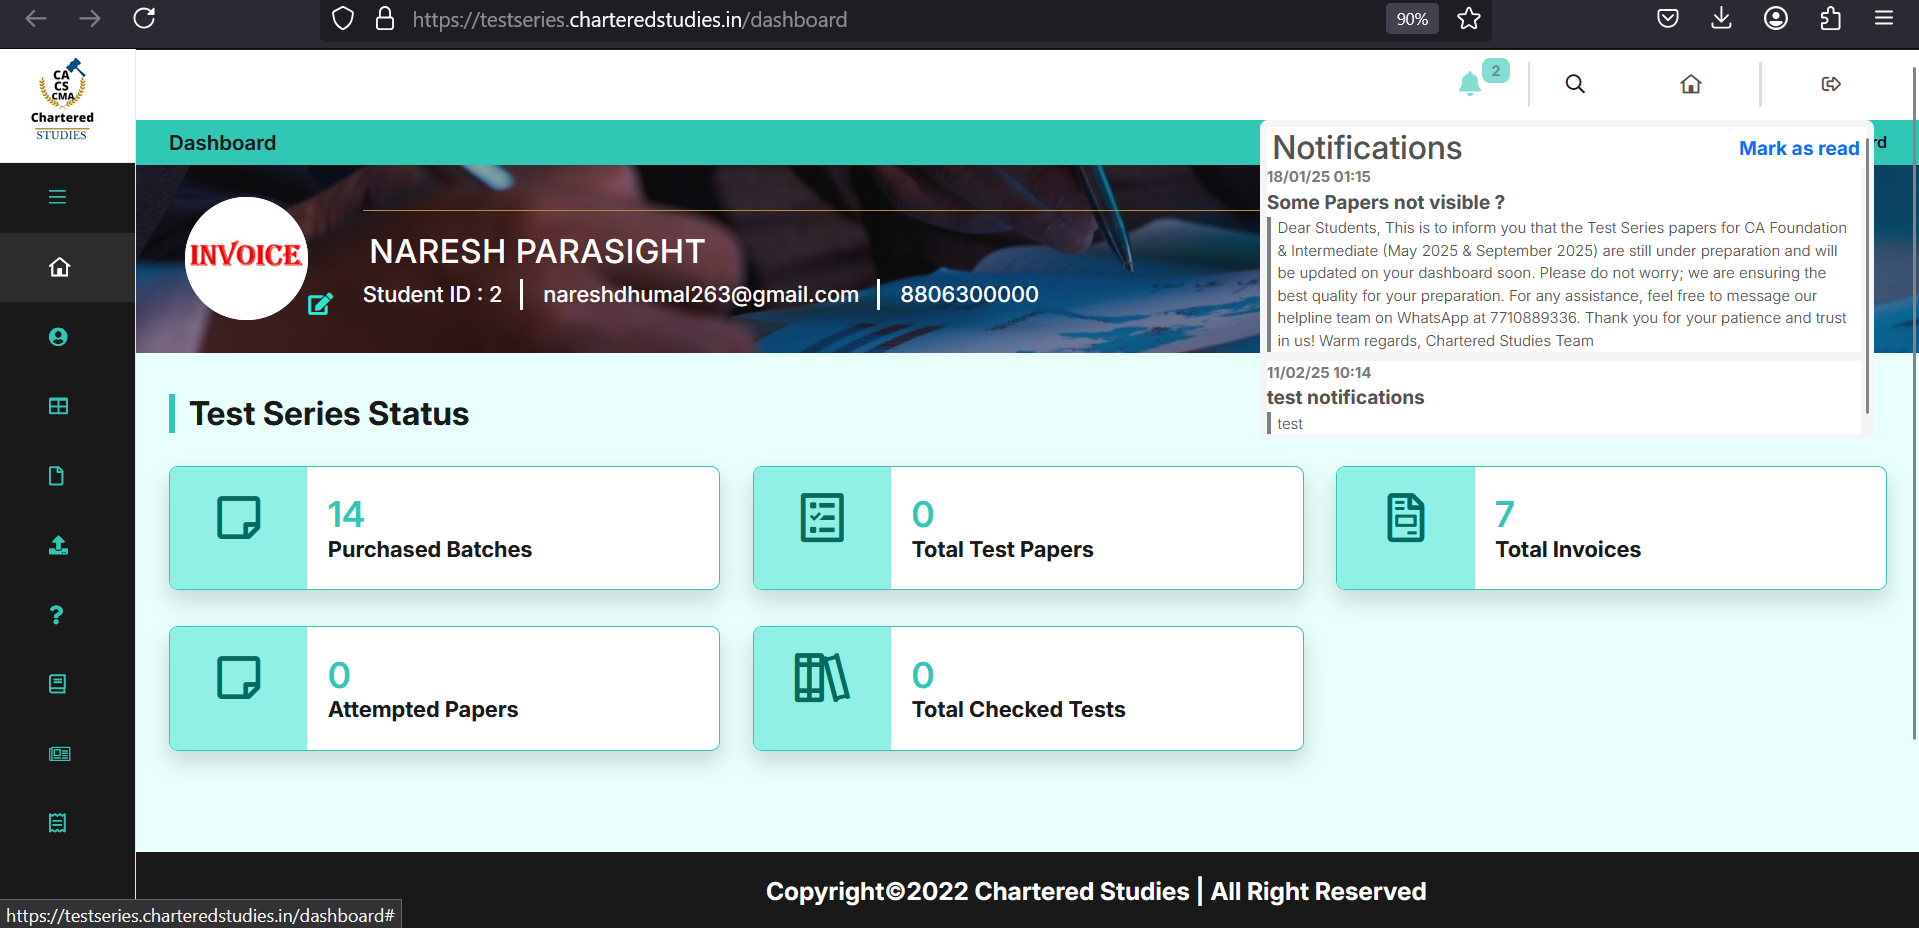 https://testseries.charteredstudies.in/dashboard
90%
CA
CS
CMA
Chartered
STUDIES
2
Dashboard
rd
Notifications
Mark as read
18/01/25 01:15
Some Papers not visible ?
Dear Students, This is to inform you that the Test Series papers for CA Foundation
& Intermediate (May 2025 & September 2025) are still under preparation and will
be updated on your dashboard soon. Please do not worry; we are ensuring the
best quality for your preparation. For any assistance, feel free to message our
helpline team on WhatsApp at 7710889336. Thank you for your patience and trust
in us! Warm regards, Chartered Studies Team
11/02/25 10:14
test notifications
test
INVOICE
NARESH PARASIGHT
Student ID : 2
nareshdhumal263@gmail.com
8806300000
Test Series Status
14
Purchased Batches
0
Total Test Papers
7
Total Invoices
0
Attempted Papers
0
Total Checked Tests
Copyright©2022 Chartered Studies | All Right Reserved
https://testseries.charteredstudies.in/dashboard#